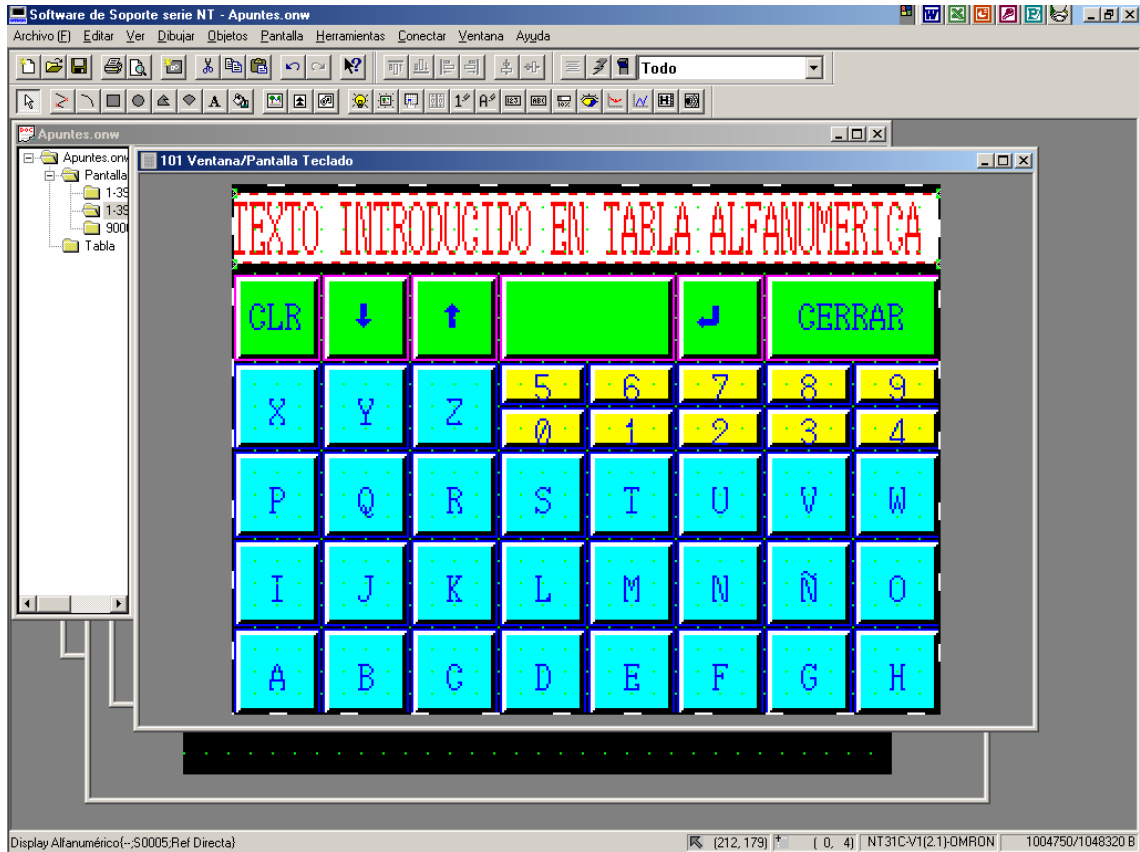 Software de Soporte serie NT - Apuntes.onw
Archivo (F) Editar Ver Dibujar Objetos Pantalla Herramientas Conectar Ventana Ayuda
Todo
Apuntes.onw
Apuntes.onw
Pantalla
1-39
1-39
900
Tabla
101 Ventana/Pantalla Teclado
TEXTO INTRODUCIDO EN TABLA ALFANUMERICA
CLR CERRAR
X Y Z 5 6 7 8 9
0 1 2 3 4
P Q R S T U V W
I J K L M N Ñ O
A B C D E F G H
Display Alfanumérico{--;S0005;Ref Directa} (212, 179) ( 0, 4) NT31C-V1(2.1)-OMRON 1004750/1048320 B